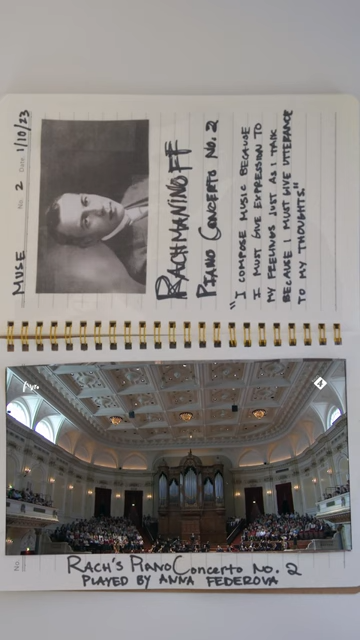 MUSE No. 2 Date 1/10/23
RACHMANINOFF
PIANO CONCERTO NO. 2
"I COMPOSE MUSIC BECAUSE
I MUST GIVE EXPRESSION TO
MY FEELINGS JUST AS I TALK
BECAUSE I MUST GIVE UTTERANCE
TO MY THOUGHTS."
4
No.
RACH'S PIANO CONCERTO NO. 2
PLAYED BY ANNA FEDEROVA